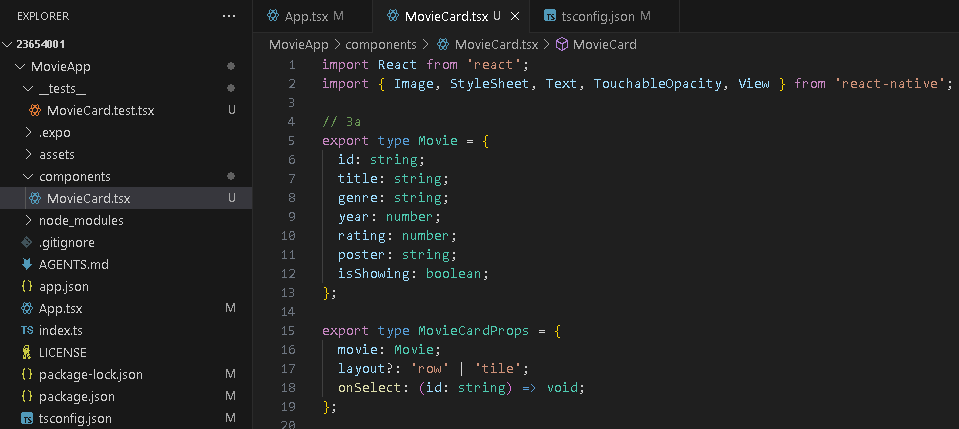 EXPLORER ...
23654001
MovieApp
__tests__
MovieCard.test.tsx U
.expo
assets
components
MovieCard.tsx U
node_modules
.gitignore
AGENTS.md
app.json
App.tsx M
index.ts
LICENSE
package-lock.json M
package.json M
tsconfig.json M
App.tsx M
MovieCard.tsx U
tsconfig.json M
MovieApp > components > MovieCard.tsx > MovieCard
1 import React from 'react';
2 import { Image, StyleSheet, Text, TouchableOpacity, View } from 'react-native';
3
4 // 3a
5 export type Movie = {
6 id: string;
7 title: string;
8 genre: string;
9 year: number;
10 rating: number;
11 poster: string;
12 isShowing: boolean;
13 };
14
15 export type MovieCardProps = {
16 movie: Movie;
17 layout?: 'row' | 'tile';
18 onSelect: (id: string) => void;
19 };
20